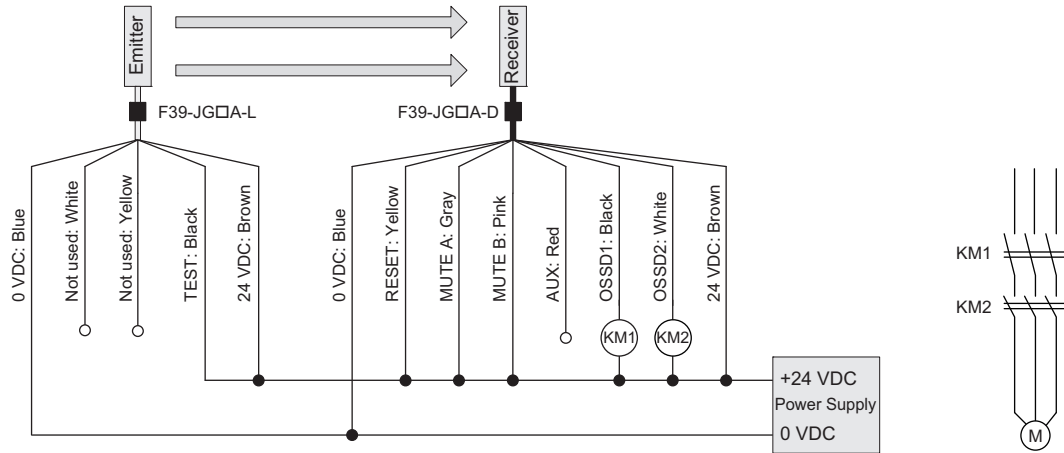 Emitter
Receiver
F39-JG□A-L
F39-JG□A-D
0 VDC: Blue
Not used: White
Not used: Yellow
TEST: Black
24 VDC: Brown
0 VDC: Blue
RESET: Yellow
MUTE A: Gray
MUTE B: Pink
AUX: Red
OSSD1: Black
OSSD2: White
24 VDC: Brown
KM1
KM2
+24 VDC
Power Supply
0 VDC
KM1
KM2
M